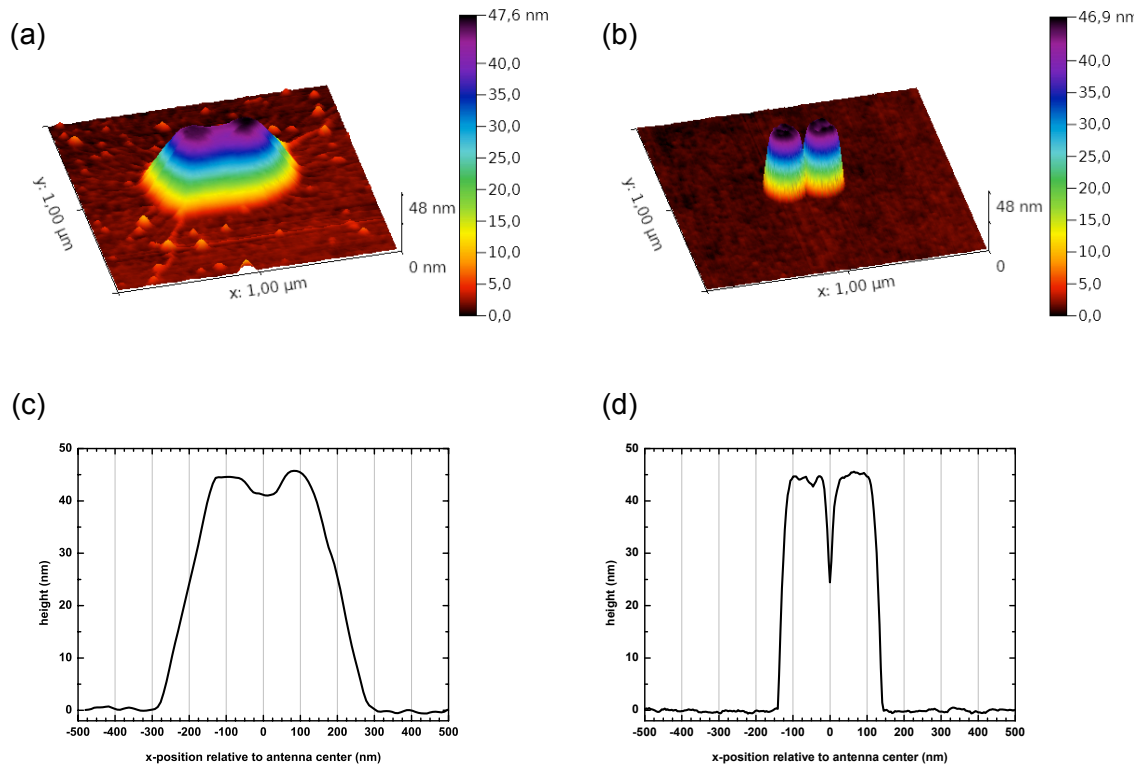 (a)
47,6 nm
40,0
35,0
30,0
25,0
20,0
15,0
10,0
5,0
0,0
48 nm
0 nm
y: 1,00 µm
x: 1,00 µm
(b)
46,9 nm
40,0
35,0
30,0
25,0
20,0
15,0
10,0
5,0
0,0
48 nm
0
y: 1,00 µm
x: 1,00 µm
(c)
50
40
30
20
10
0
height (nm)
-500 -400 -300 -200 -100 0 100 200 300 400 500
x-position relative to antenna center (nm)
(d)
50
40
30
20
10
0
height (nm)
-500 -400 -300 -200 -100 0 100 200 300 400 500
x-position relative to antenna center (nm)